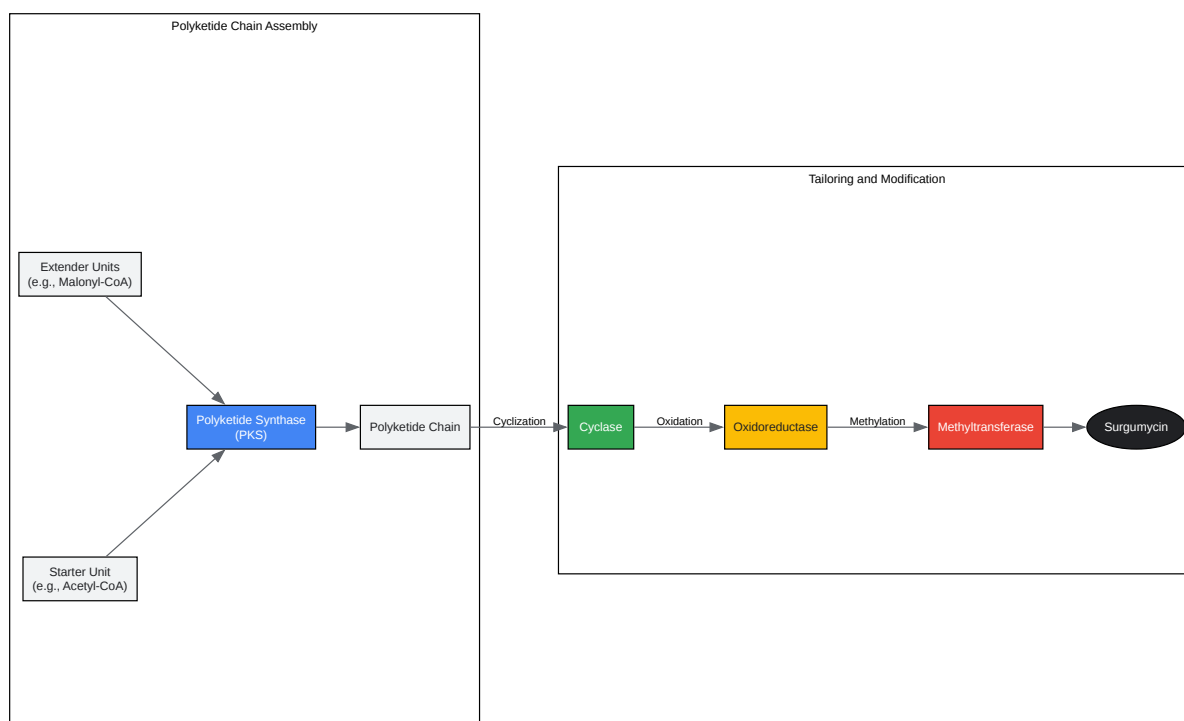 Polyketide Chain Assembly
Extender Units
(e.g., Malonyl-CoA)
Polyketide Synthase
(PKS)
Polyketide Chain
Starter Unit
(e.g., Acetyl-CoA)
Cyclization
Tailoring and Modification
Cyclase
Oxidation
Oxidoreductase
Methylation
Methyltransferase
Surgumycin